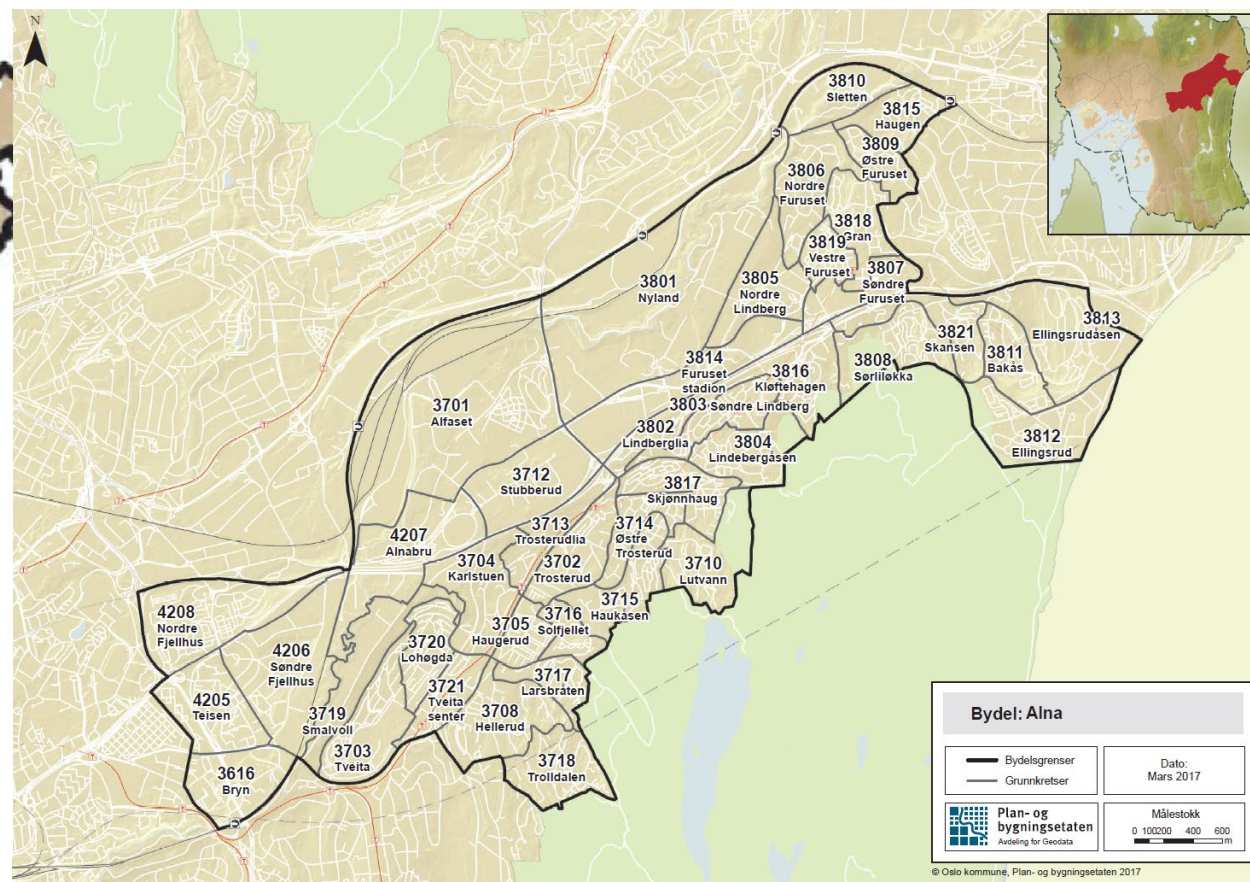 N
3810
Sletten
3815
Haugen
3809
Østre
Furuset
3806
Nordre
Furuset
3818
Gran
3819
Vestre
Furuset
3807
Søndre
Furuset
3801
Nyland
3805
Nordre
Lindberg
3813
Ellingsrudåsen
3821
Skansen
3811
Bakås
3808
Sørliløkka
3814
Furuset
stadion
3816
Kløftehagen
3803 Søndre Lindberg
3701
Alfaset
3802
Lindberglia
3804
Lindebergåsen
3812
Ellingsrud
3712
Stubberud
3817
Skjønnhaug
4207
Alnabru
3713
Trosterudlia
3714
Østre
Trosterud
3704
Karlstuen
3702
Trosterud
3710
Lutvann
4208
Nordre
Fjellhus
3715
Haukåsen
3716
Solfjellet
3705
Haugerud
3720
Lohøgda
4206
Søndre
Fjellhus
3717
Larsbråten
4205
Teisen
3721
Tveita
senter
3708
Hellerud
3719
Smalvoll
3703
Tveita
3718
Trolldalen
3616
Bryn
Bydel: Alna
Bydelsgrenser
Grunnkretser
Dato:
Mars 2017
Plan- og
bygningsetaten
Avdeling for Geodata
Målestokk
0 100200 400 600
m
© Oslo kommune, Plan- og bygningsetaten 2017